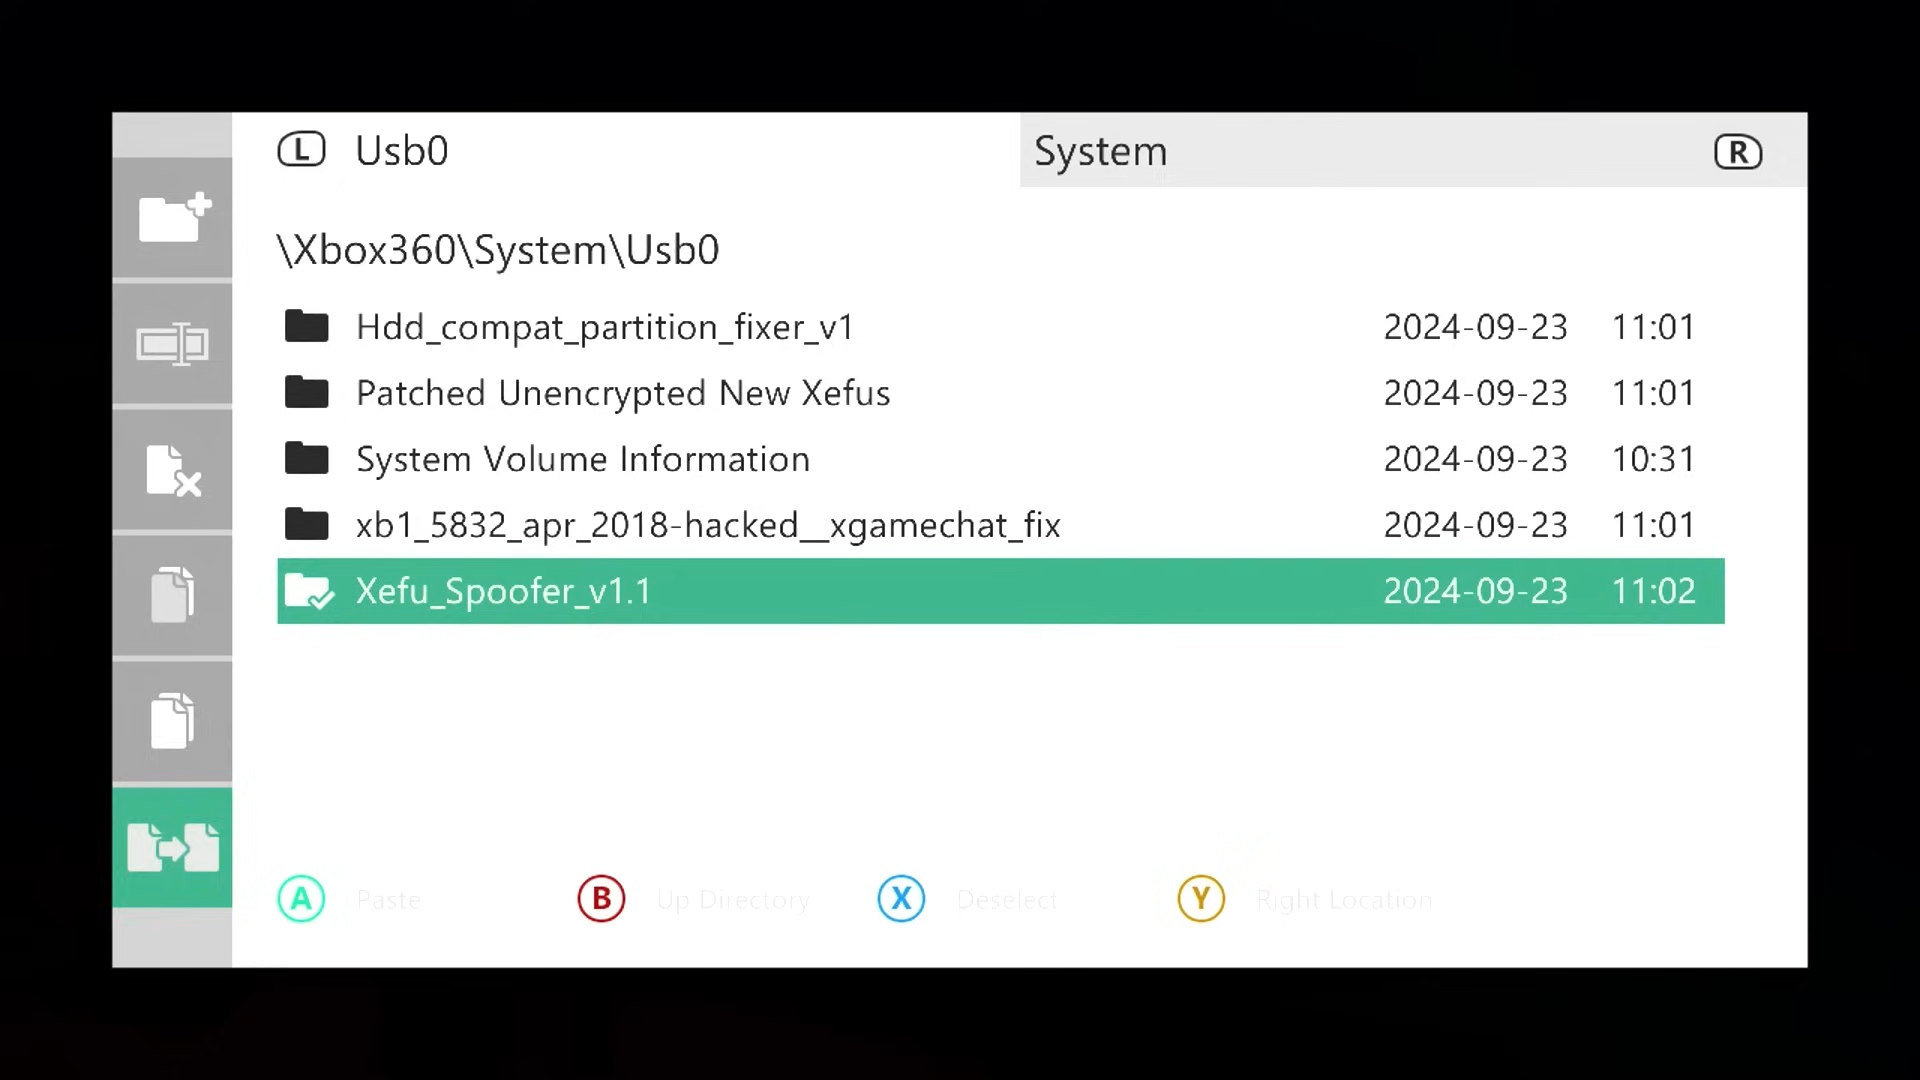 L Usb0 System R
\Xbox360\System\Usb0
Hdd_compat_partition_fixer_v1 2024-09-23 11:01
Patched Unencrypted New Xefus 2024-09-23 11:01
System Volume Information 2024-09-23 10:31
xb1_5832_apr_2018-hacked__xgamechat_fix 2024-09-23 11:01
Xefu_Spoofer_v1.1 2024-09-23 11:02
A Paste B Up Directory X Deselect Y Right Location